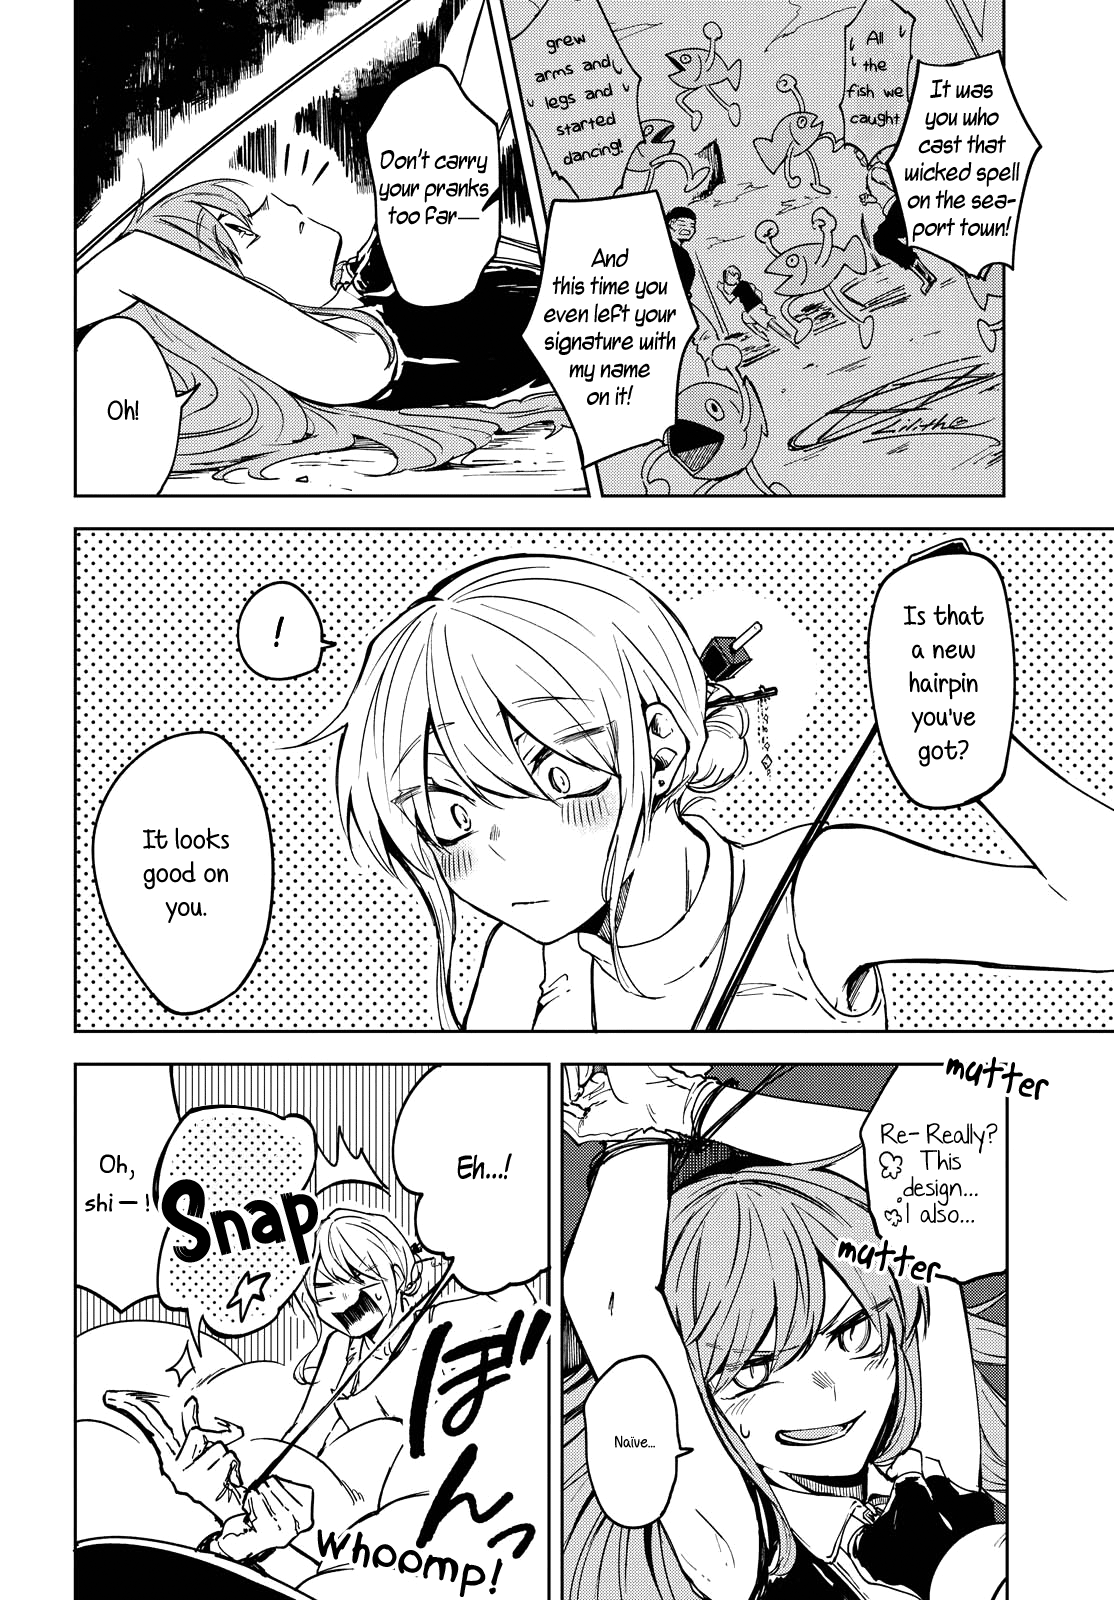 It was
you who
cast that
wicked spell
on the sea-
port town!
All
the
fish we
caught
grew
arms and
legs and
started
dancing!
And
this time you
even left your
signature with
my name
on it!
Lilith
Don't carry
your pranks
too far—
Oh!
Is that
a new
hairpin
you've
got?
!
It looks
good on
you.
mutter
Re- Really?
This
design...
I also...
mutter
Naïve...
Eh...!
Snap
Oh,
shi—!
ぼんっ
Whoomp!